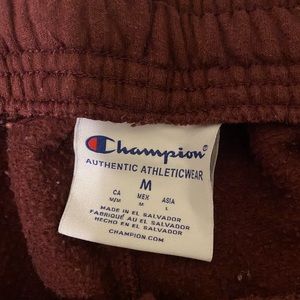 Champion
AUTHENTIC ATHLETICWEAR
M
CA MEX ASIA
M/M M L
MADE IN EL SALVADOR
FABRIQUÉ AU EL SALVADOR
HECHO EN EL SALVADOR
CHAMPION.COM